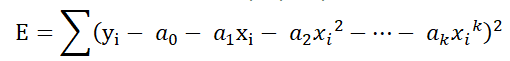 E = ∑(yᵢ − a₀ − a₁xᵢ − a₂xᵢ² − ⋯ − aₖxᵢᵏ)²